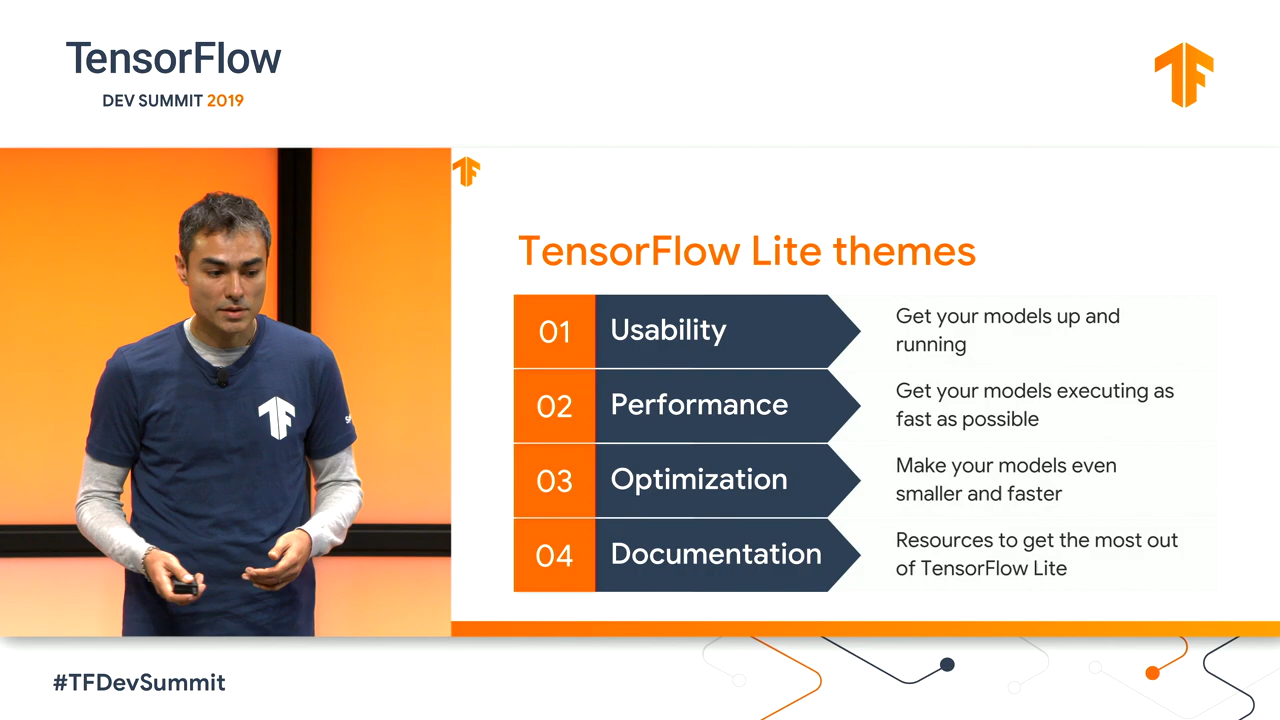 TensorFlow
DEV SUMMIT 2019
TensorFlow Lite themes
01
Usability
Get your models up and
running
02
Performance
Get your models executing as
fast as possible
03
Optimization
Make your models even
smaller and faster
04
Documentation
Resources to get the most out
of TensorFlow Lite
#TFDevSummit